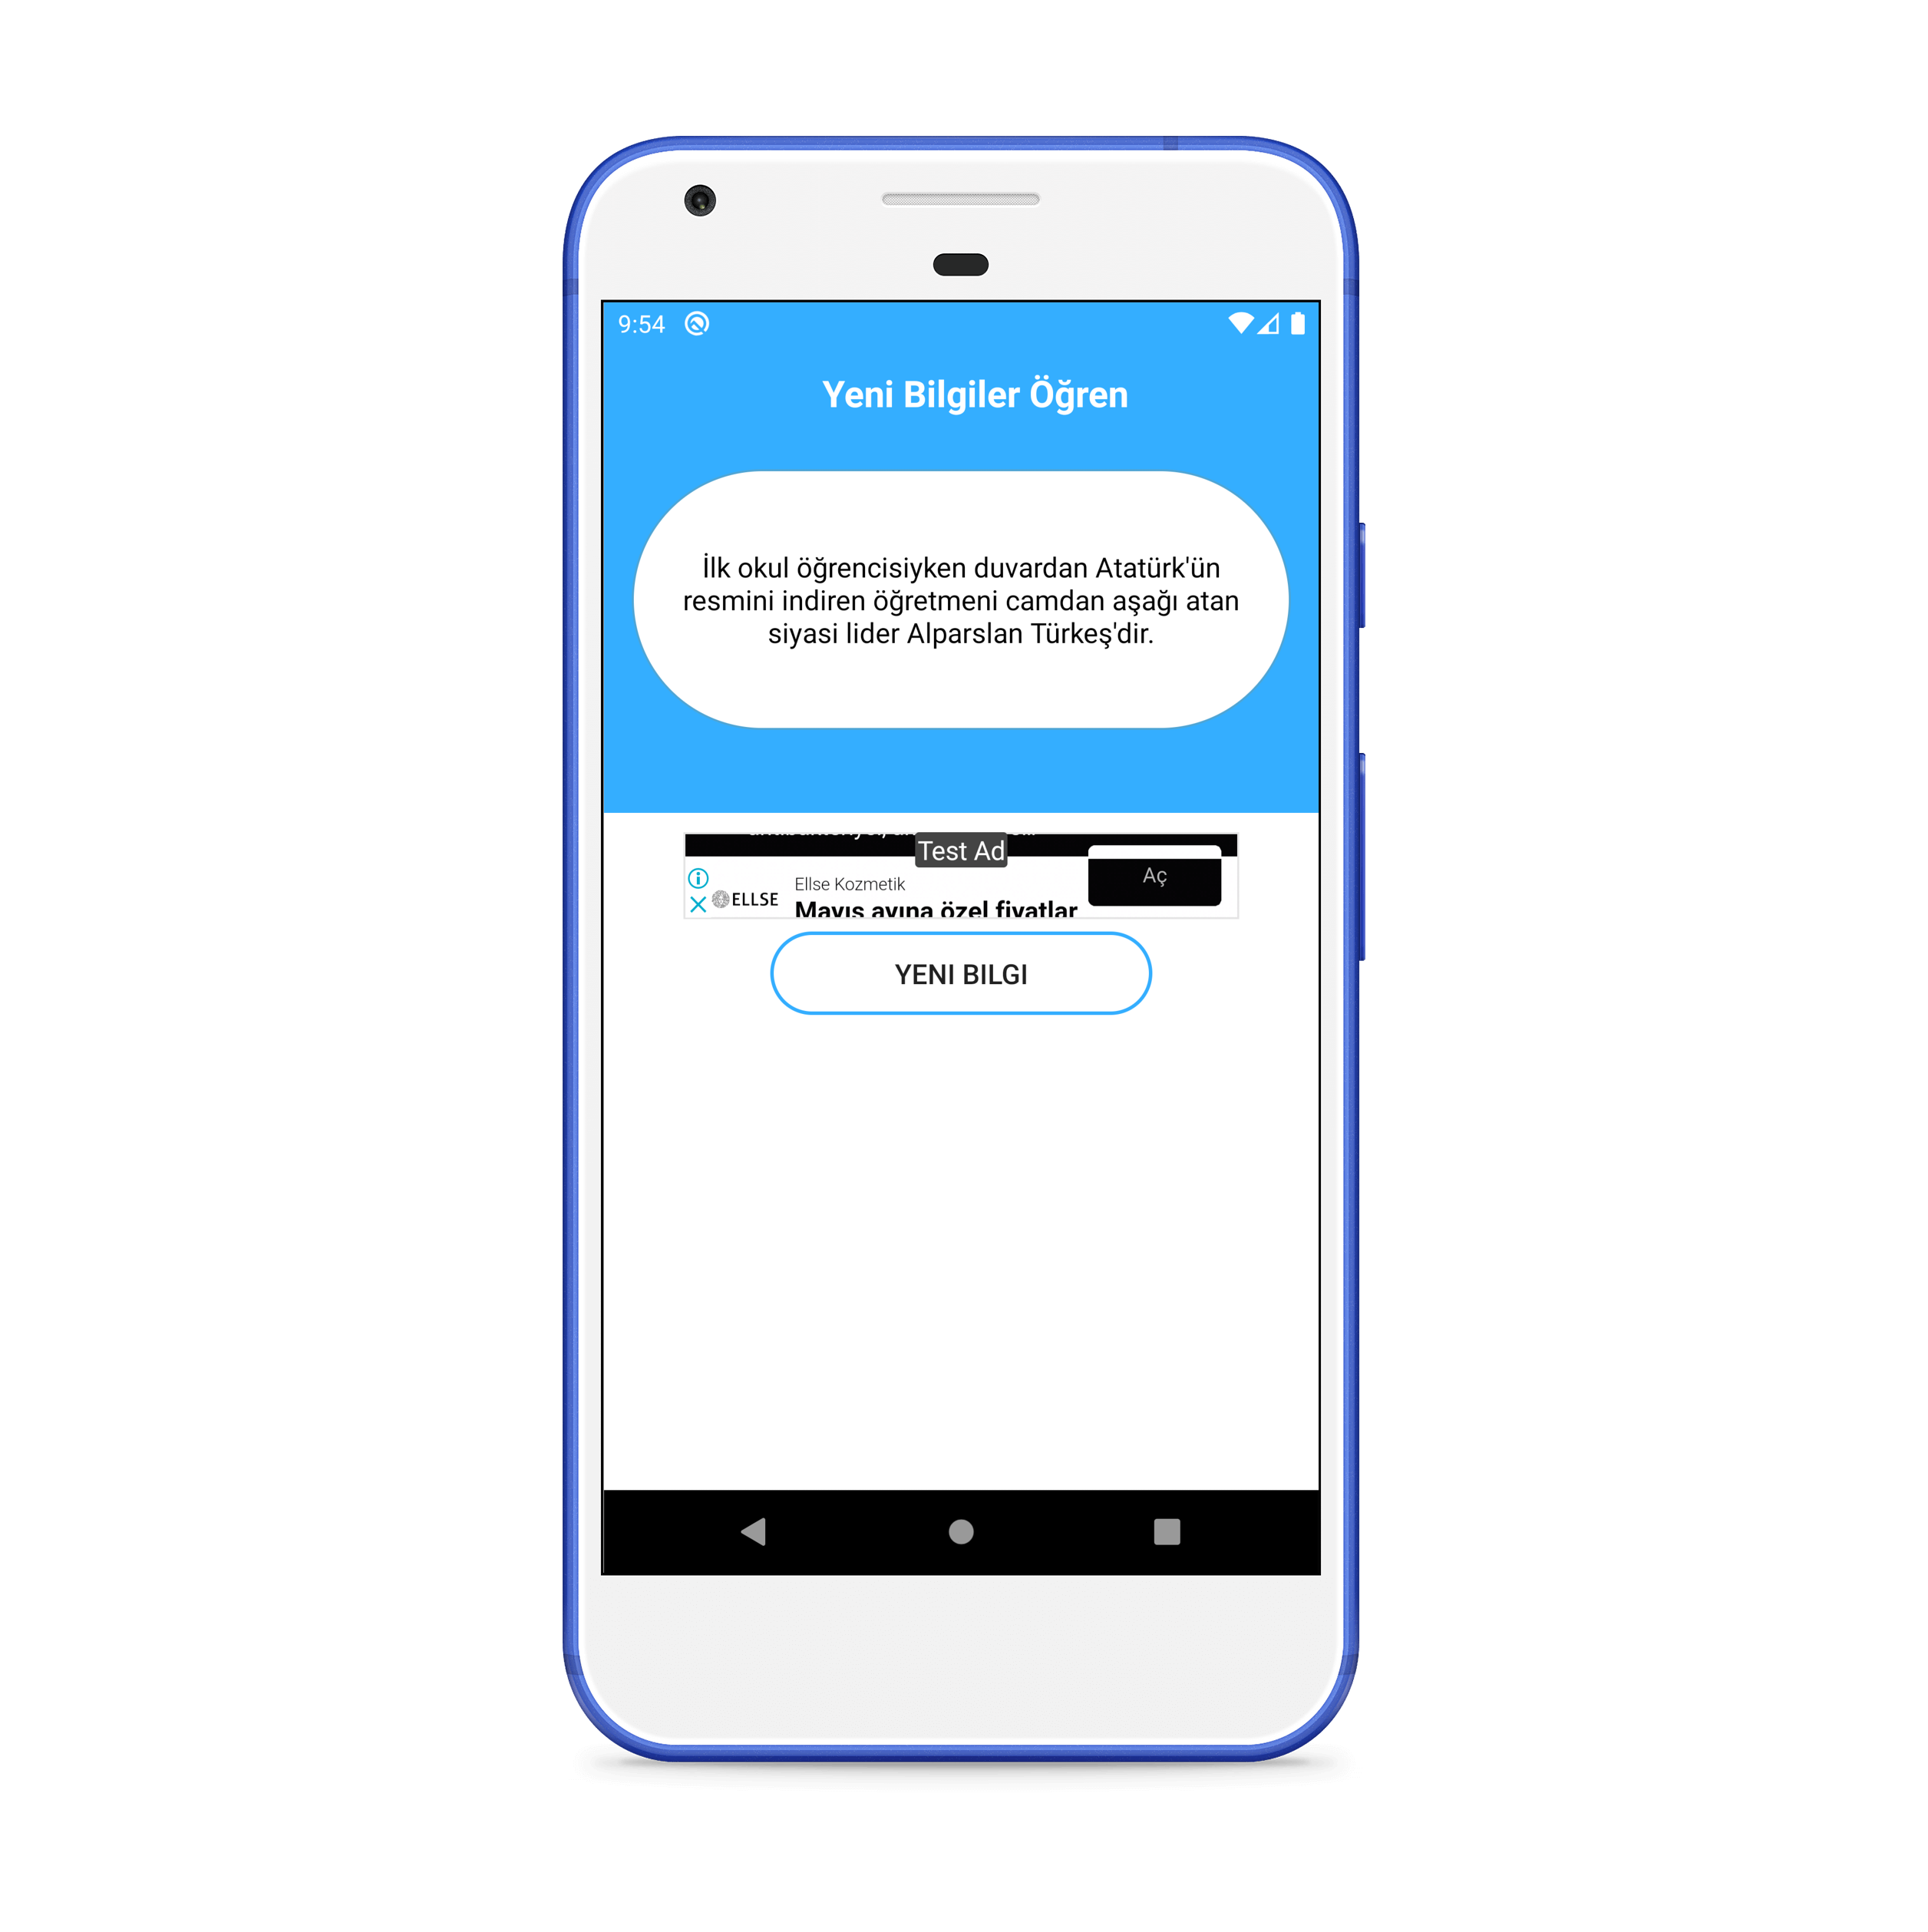 9:54
Yeni Bilgiler Öğren
İlk okul öğrencisiyken duvardan Atatürk'ün
resmini indiren öğretmeni camdan aşağı atan
siyasi lider Alparslan Türkeş'dir.
Test Ad
Aç
Ellse Kozmetik
ELLSE
Mayıs ayına özel fiyatlar
YENI BILGI